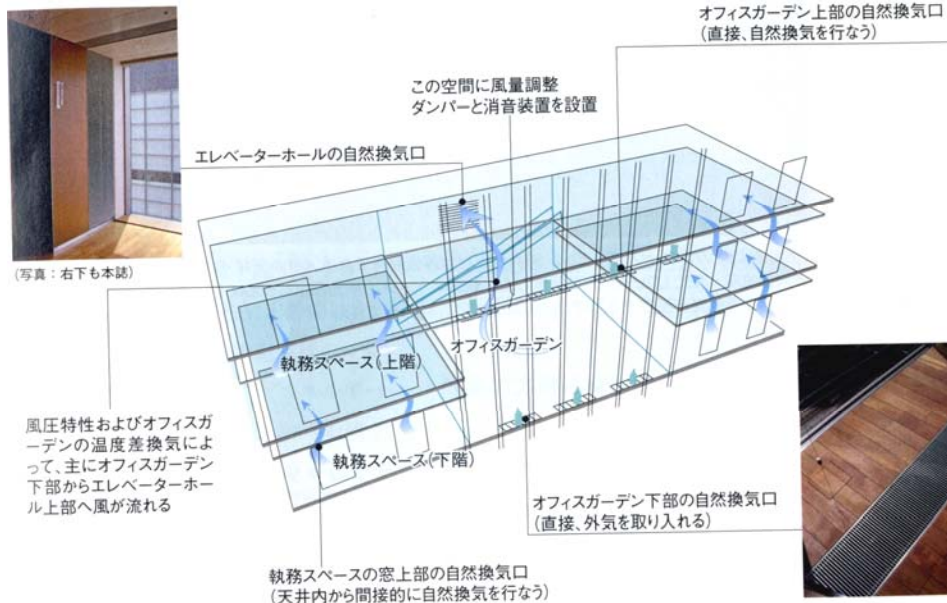 オフィスガーデン上部の自然換気口
(直接、自然換気を行なう)
この空間に風量調整
ダンパーと消音装置を設置
エレベーターホールの自然換気口
(写真：右下も本誌)
オフィスガーデン
執務スペース(上階)
風圧特性およびオフィスガ
ーデンの温度差換気によ
って、主にオフィスガーデン
下部からエレベーターホー
ル上部へ風が流れる
執務スペース(下階)
オフィスガーデン下部の自然換気口
(直接、外気を取り入れる)
執務スペースの窓上部の自然換気口
(天井内から間接的に自然換気を行なう)